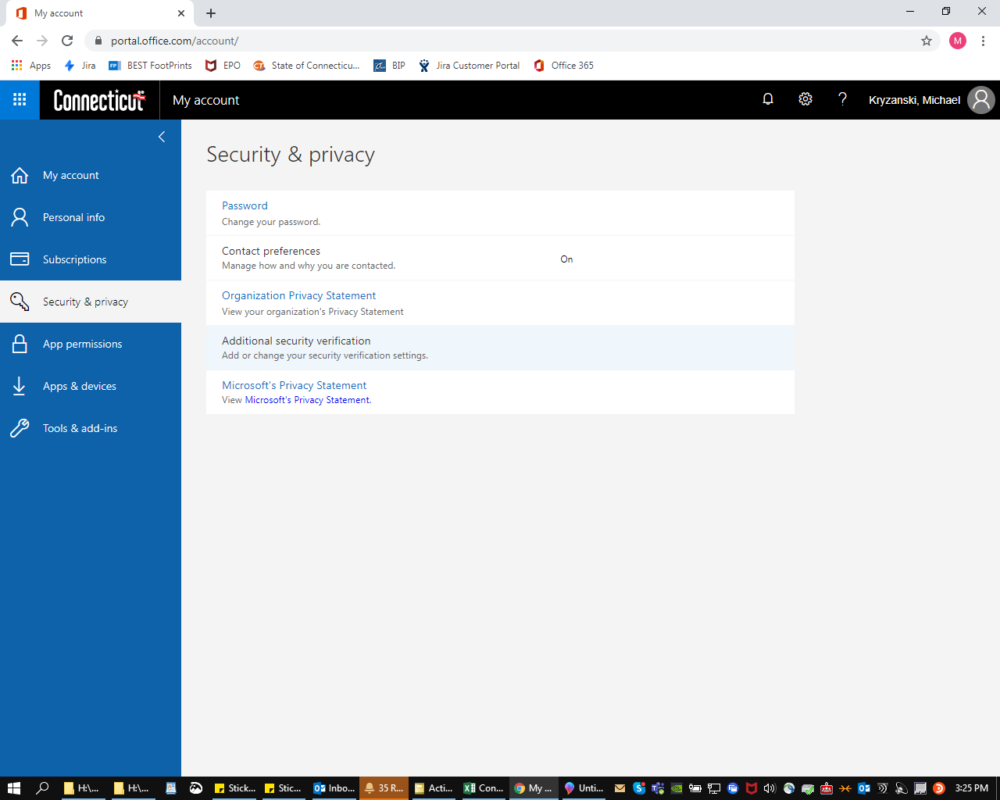 My account
portal.office.com/account/
M
Apps
Jira
FP
BEST FootPrints
EPO
State of Connecticu...
BIP
Jira Customer Portal
Office 365
Connecticut
My account
Kryzanski, Michael
Security & privacy
My account
Personal info
Subscriptions
Security & privacy
App permissions
Apps & devices
Tools & add-ins
Password
Change your password.
Contact preferences
Manage how and why you are contacted.
On
Organization Privacy Statement
View your organization's Privacy Statement
Additional security verification
Add or change your security verification settings.
Microsoft's Privacy Statement
View Microsoft's Privacy Statement.
H:\...
H:\...
Stick...
Stic...
Inbo...
35 R...
Acti...
Con...
My ...
Unti...
3:25 PM